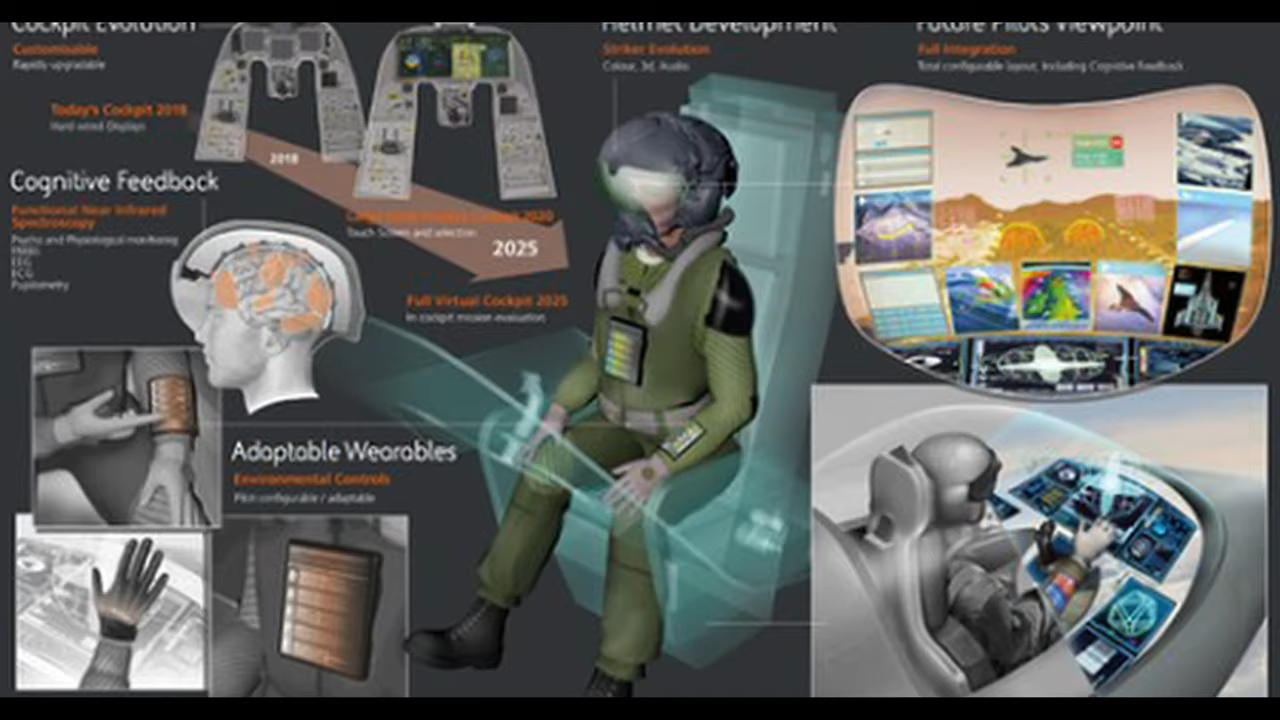 Cockpit Evolution
Customisable
Rapidly upgradable
Today's Cockpit 2018
Hard wired Displays
2018
Touch Screen and selection
2025
Full Virtual Cockpit 2025
In cockpit mission evaluation
Cognitive Feedback
Functional Near Infrared
Spectroscopy
Psycho and Physiological monitoring
EEG
ECG
Pupilometry
Adaptable Wearables
Environmental Controls
Pilot configurable / adaptable
Helmet Development
Striker Evolution
Colour, 3d, Audio
Future Pilots Viewpoint
Full Integration
Total configurable layout, including Cognitive Feedback